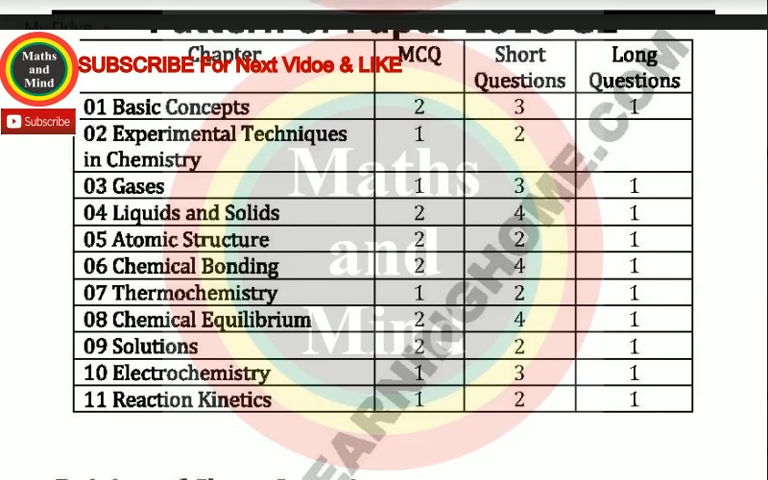 Maths
and
Mind
Subscribe
SUBSCRIBE For Next Vidoe & LIKE
Chapter MCQ Short Questions Long Questions
01 Basic Concepts 2 3 1
02 Experimental Techniques in Chemistry 1 2
03 Gases 1 3 1
04 Liquids and Solids 2 4 1
05 Atomic Structure 2 2 1
06 Chemical Bonding 2 4 1
07 Thermochemistry 1 2 1
08 Chemical Equilibrium 2 4 1
09 Solutions 2 2 1
10 Electrochemistry 1 3 1
11 Reaction Kinetics 1 2 1
Maths
and
Mind
EARNINGHOME.COM